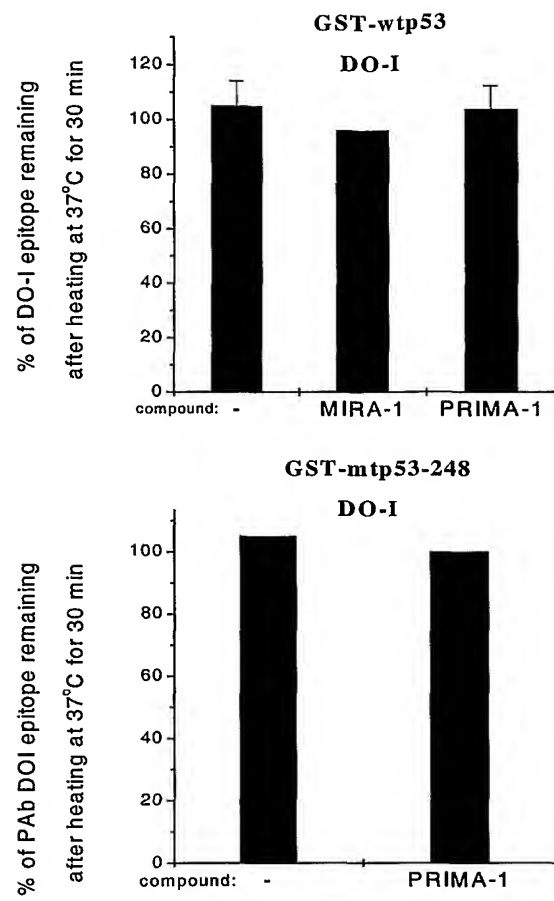 GST-wtp53
DO-I
% of DO-I epitope remaining
after heating at 37°C for 30 min
120
100
80
60
40
20
0
compound: - MIRA-1 PRIMA-1
GST-mtp53-248
DO-I
% of PAb DOI epitope remaining
after heating at 37°C for 30 min
100
80
60
40
20
0
compound: - PRIMA-1